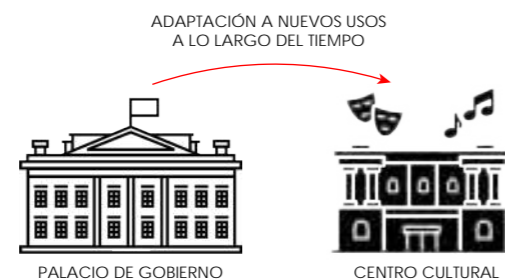 ADAPTACIÓN A NUEVOS USOS
A LO LARGO DEL TIEMPO
PALACIO DE GOBIERNO
CENTRO CULTURAL